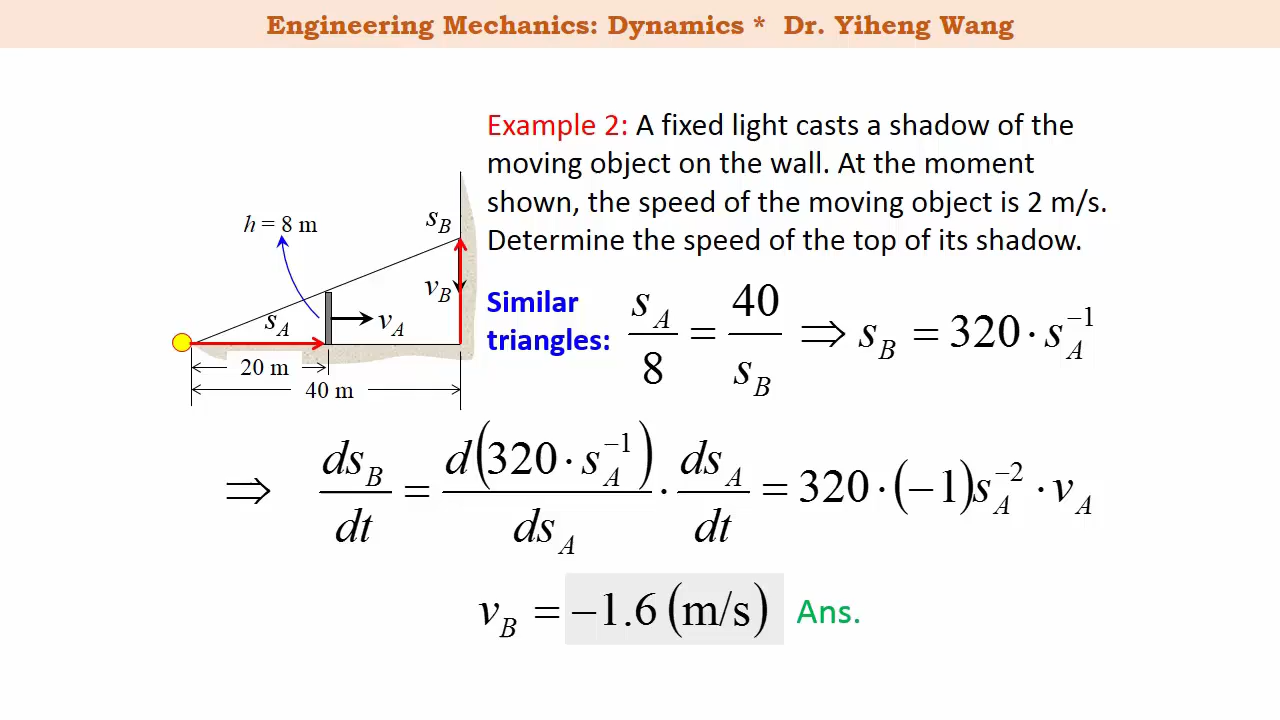 Engineering Mechanics: Dynamics * Dr. Yiheng Wang
Example 2: A fixed light casts a shadow of the
moving object on the wall. At the moment
shown, the speed of the moving object is 2 m/s.
Determine the speed of the top of its shadow.
h = 8 m
s_B
v_B
s_A
v_A
20 m
40 m
Similar
triangles:
s_A/8 = 40/s_B ⇒ s_B = 320 · s_A^{−1}
⇒ ds_B/dt = d(320 · s_A^{−1})/ds_A · ds_A/dt = 320 · (−1)s_A^{−2} · v_A
v_B = −1.6 (m/s) Ans.